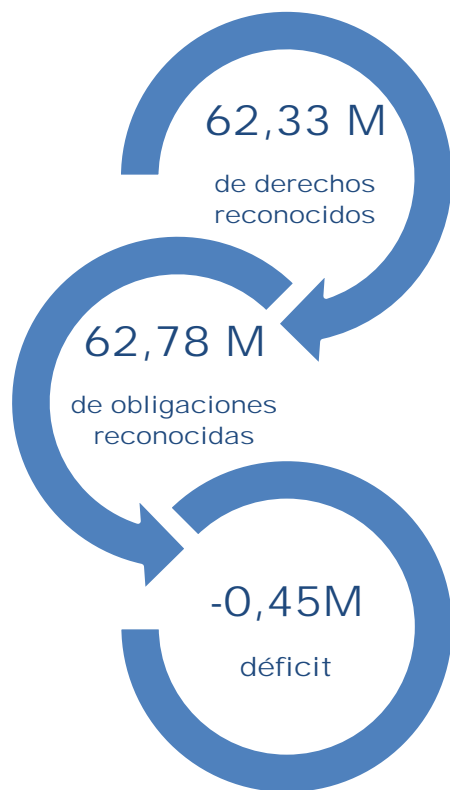 62,33 M
de derechos
reconocidos
62,78 M
de obligaciones
reconocidas
-0,45M
déficit